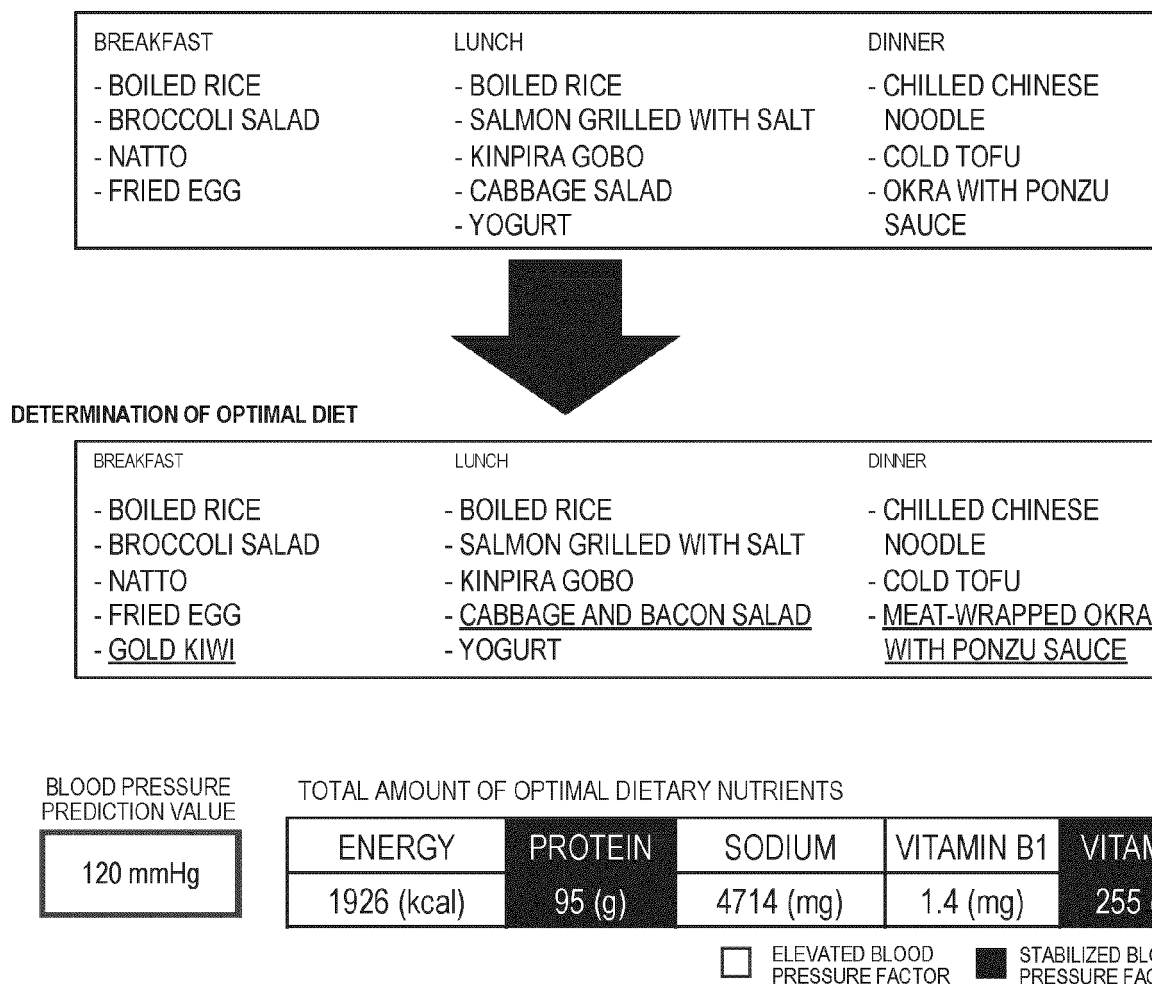 BREAKFAST
- BOILED RICE
- BROCCOLI SALAD
- NATTO
- FRIED EGG
LUNCH
- BOILED RICE
- SALMON GRILLED WITH SALT
- KINPIRA GOBO
- CABBAGE SALAD
- YOGURT
DINNER
- CHILLED CHINESE
NOODLE
- COLD TOFU
- OKRA WITH PONZU
SAUCE
DETERMINATION OF OPTIMAL DIET
BREAKFAST
- BOILED RICE
- BROCCOLI SALAD
- NATTO
- FRIED EGG
- GOLD KIWI
LUNCH
- BOILED RICE
- SALMON GRILLED WITH SALT
- KINPIRA GOBO
- CABBAGE AND BACON SALAD
- YOGURT
DINNER
- CHILLED CHINESE
NOODLE
- COLD TOFU
- MEAT-WRAPPED OKRA
WITH PONZU SAUCE
BLOOD PRESSURE
PREDICTION VALUE
120 mmHg
TOTAL AMOUNT OF OPTIMAL DIETARY NUTRIENTS
ENERGY PROTEIN SODIUM VITAMIN B1
1926 (kcal) 95 (g) 4714 (mg) 1.4 (mg) 255
ELEVATED BLOOD
PRESSURE FACTOR
STABILIZED
PRESSURE